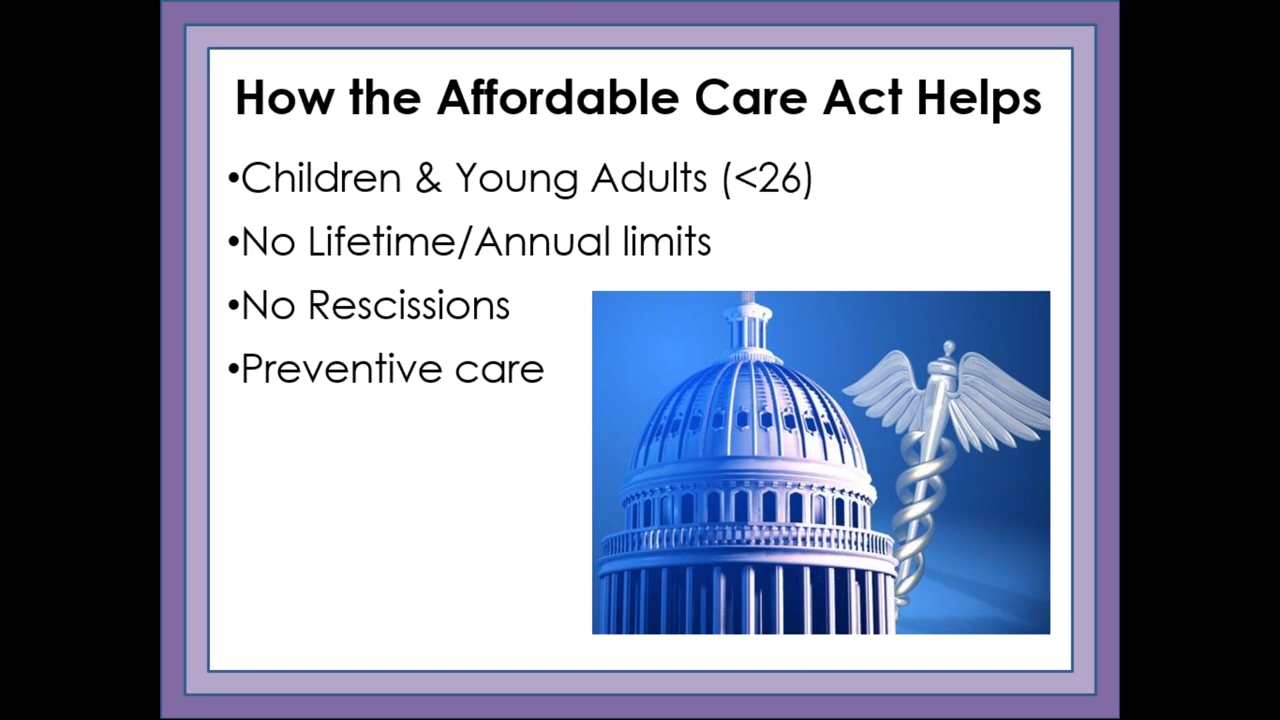 How the Affordable Care Act Helps
•Children & Young Adults (<26)
•No Lifetime/Annual limits
•No Rescissions
•Preventive care